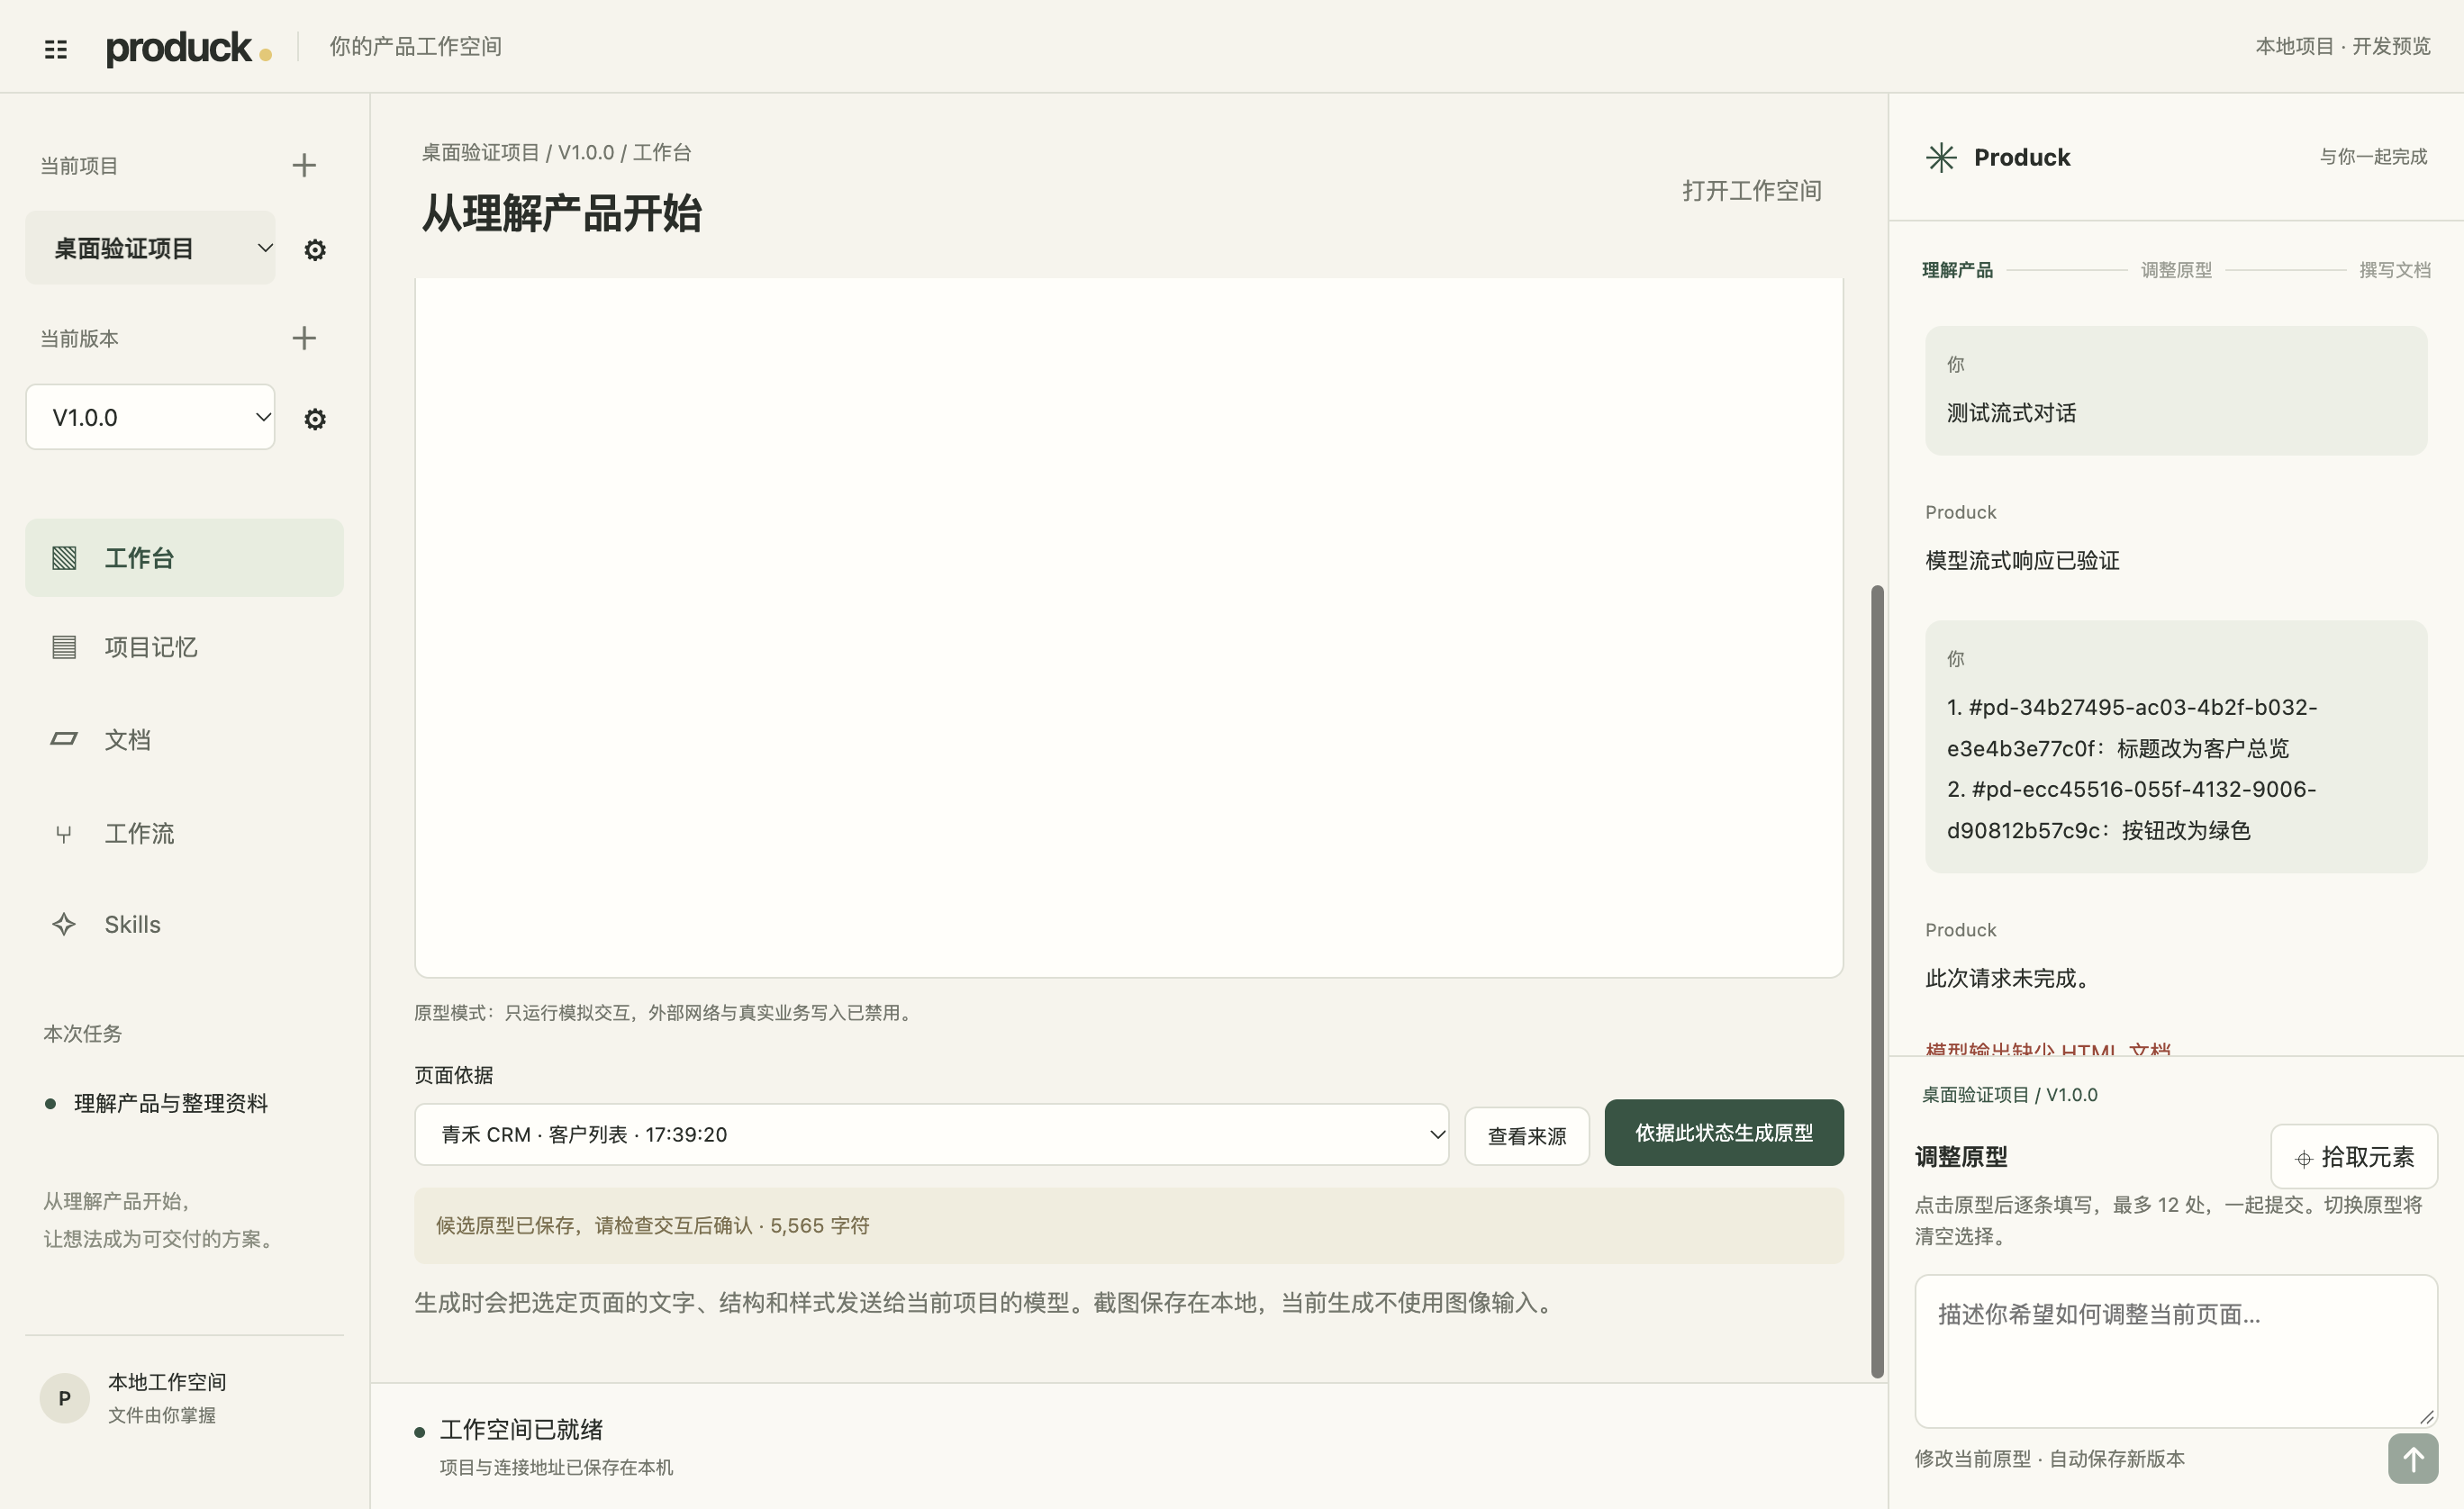 produck
你的产品工作空间
本地项目 · 开发预览
当前项目
桌面验证项目
当前版本
V1.0.0
工作台
项目记忆
文档
工作流
Skills
本次任务
理解产品与整理资料
从理解产品开始，
让想法成为可交付的方案。
P
本地工作空间
文件由你掌握
桌面验证项目 / V1.0.0 / 工作台
从理解产品开始
打开工作空间
原型模式：只运行模拟交互，外部网络与真实业务写入已禁用。
页面依据
青禾 CRM · 客户列表 · 17:39:20
查看来源
依据此状态生成原型
候选原型已保存，请检查交互后确认 · 5,565 字符
生成时会把选定页面的文字、结构和样式发送给当前项目的模型。截图保存在本地，当前生成不使用图像输入。
工作空间已就绪
项目与连接地址已保存在本机
Produck
与你一起完成
理解产品
调整原型
撰写文档
你
测试流式对话
Produck
模型流式响应已验证
你
1. #pd-34b27495-ac03-4b2f-b032-
e3e4b3e77c0f：标题改为客户总览
2. #pd-ecc45516-055f-4132-9006-
d90812b57c9c：按钮改为绿色
Produck
此次请求未完成。
模型输出缺少 HTML 文档
桌面验证项目 / V1.0.0
调整原型
拾取元素
点击原型后逐条填写，最多 12 处，一起提交。切换原型将
清空选择。
描述你希望如何调整当前页面...
修改当前原型 · 自动保存新版本